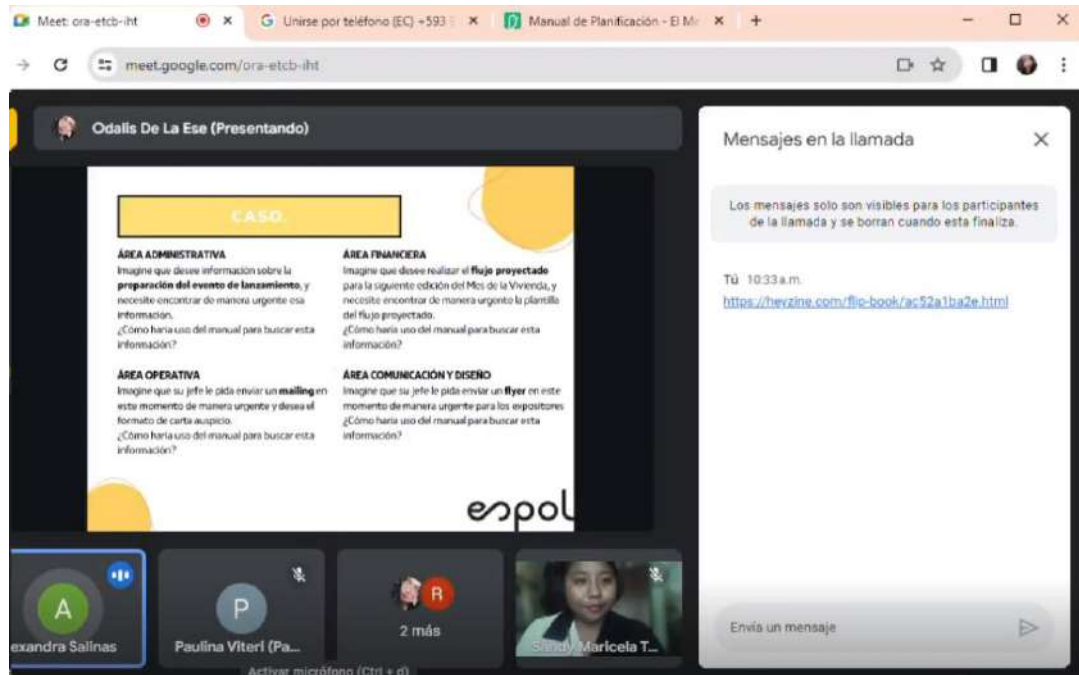 Meet: ora-etcb-iht
Unirse por teléfono (EC) +593
Manual de Planificación - El Me
meet.google.com/ora-etcb-iht
Odalis De La Ese (Presentando)
CASO.
ÁREA ADMINISTRATIVA
Imagine que desee información sobre la
preparación del evento de lanzamiento, y
necesite encontrar de manera urgente esa
información.
¿Cómo haría uso del manual para buscar esta
información?
ÁREA FINANCIERA
Imagine que desee realizar el flujo proyectado
para la siguiente edición del Mes de la Vivienda, y
necesite encontrar de manera urgente la plantilla
del flujo proyectado.
¿Cómo haría uso del manual para buscar esta
información?
ÁREA OPERATIVA
Imagine que su jefe le pida enviar un mailing en
este momento de manera urgente y desea el
formato de carta auspicio.
¿Cómo haría uso del manual para buscar esta
información?
ÁREA COMUNICACIÓN Y DISEÑO
Imagine que su jefe le pida enviar un flyer en este
momento de manera urgente para los expositores
¿Cómo haría uso del manual para buscar esta
información?
espol
A
exandra Salinas
P
Paulina Viteri (Pa...
R
2 más
Sandy Maricela T...
Activar micrófono (Ctrl + d)
Mensajes en la llamada
Los mensajes solo son visibles para los participantes
de la llamada y se borran cuando esta finaliza.
Tú 10:33 a.m.
https://heyzine.com/flip-book/ac52a1ba2e.html
Envía un mensaje